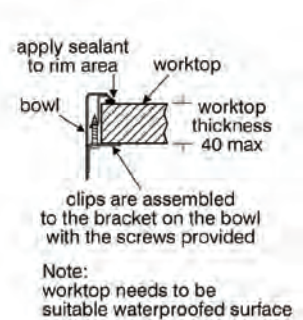 apply sealant
to rim area
worktop
bowl
worktop
thickness
40 max
clips are assembled
to the bracket on the bowl
with the screws provided
Note:
worktop needs to be
suitable waterproofed surface